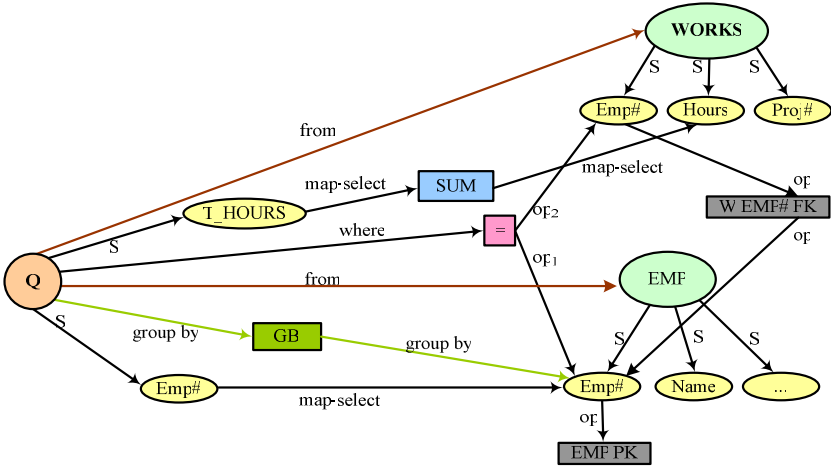 WORKS
S
S
S
Emp#
Hours
Proj#
from
map-select
SUM
map-select
op
T_HOURS
W EMP# FK
S
where
=
op2
op
op1
Q
from
EMP
S
group by
GB
group by
S
S
S
Emp#
map-select
Emp#
Name
...
op
EMP PK